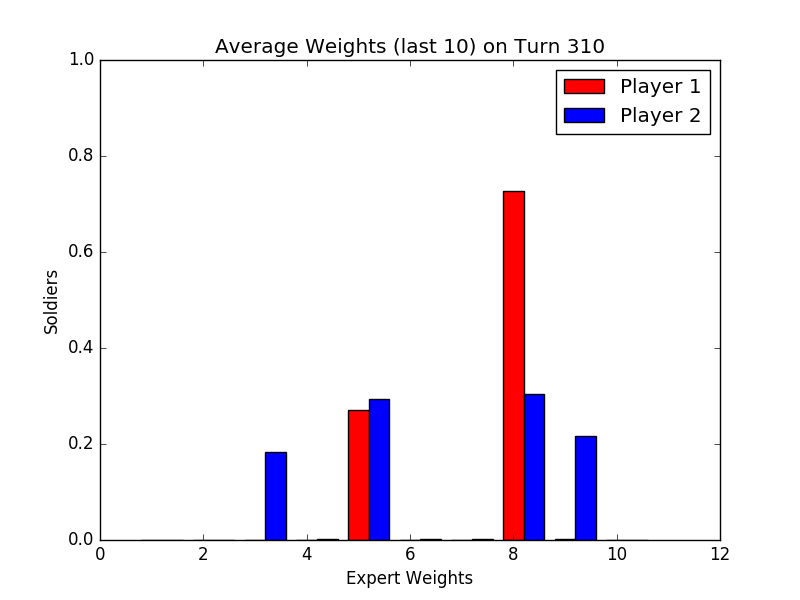 Average Weights (last 10) on Turn 310
1.0
Player 1
Player 2
0.8
0.6
Soldiers
0.4
0.2
0.0
0 2 4 6 8 10 12
Expert Weights